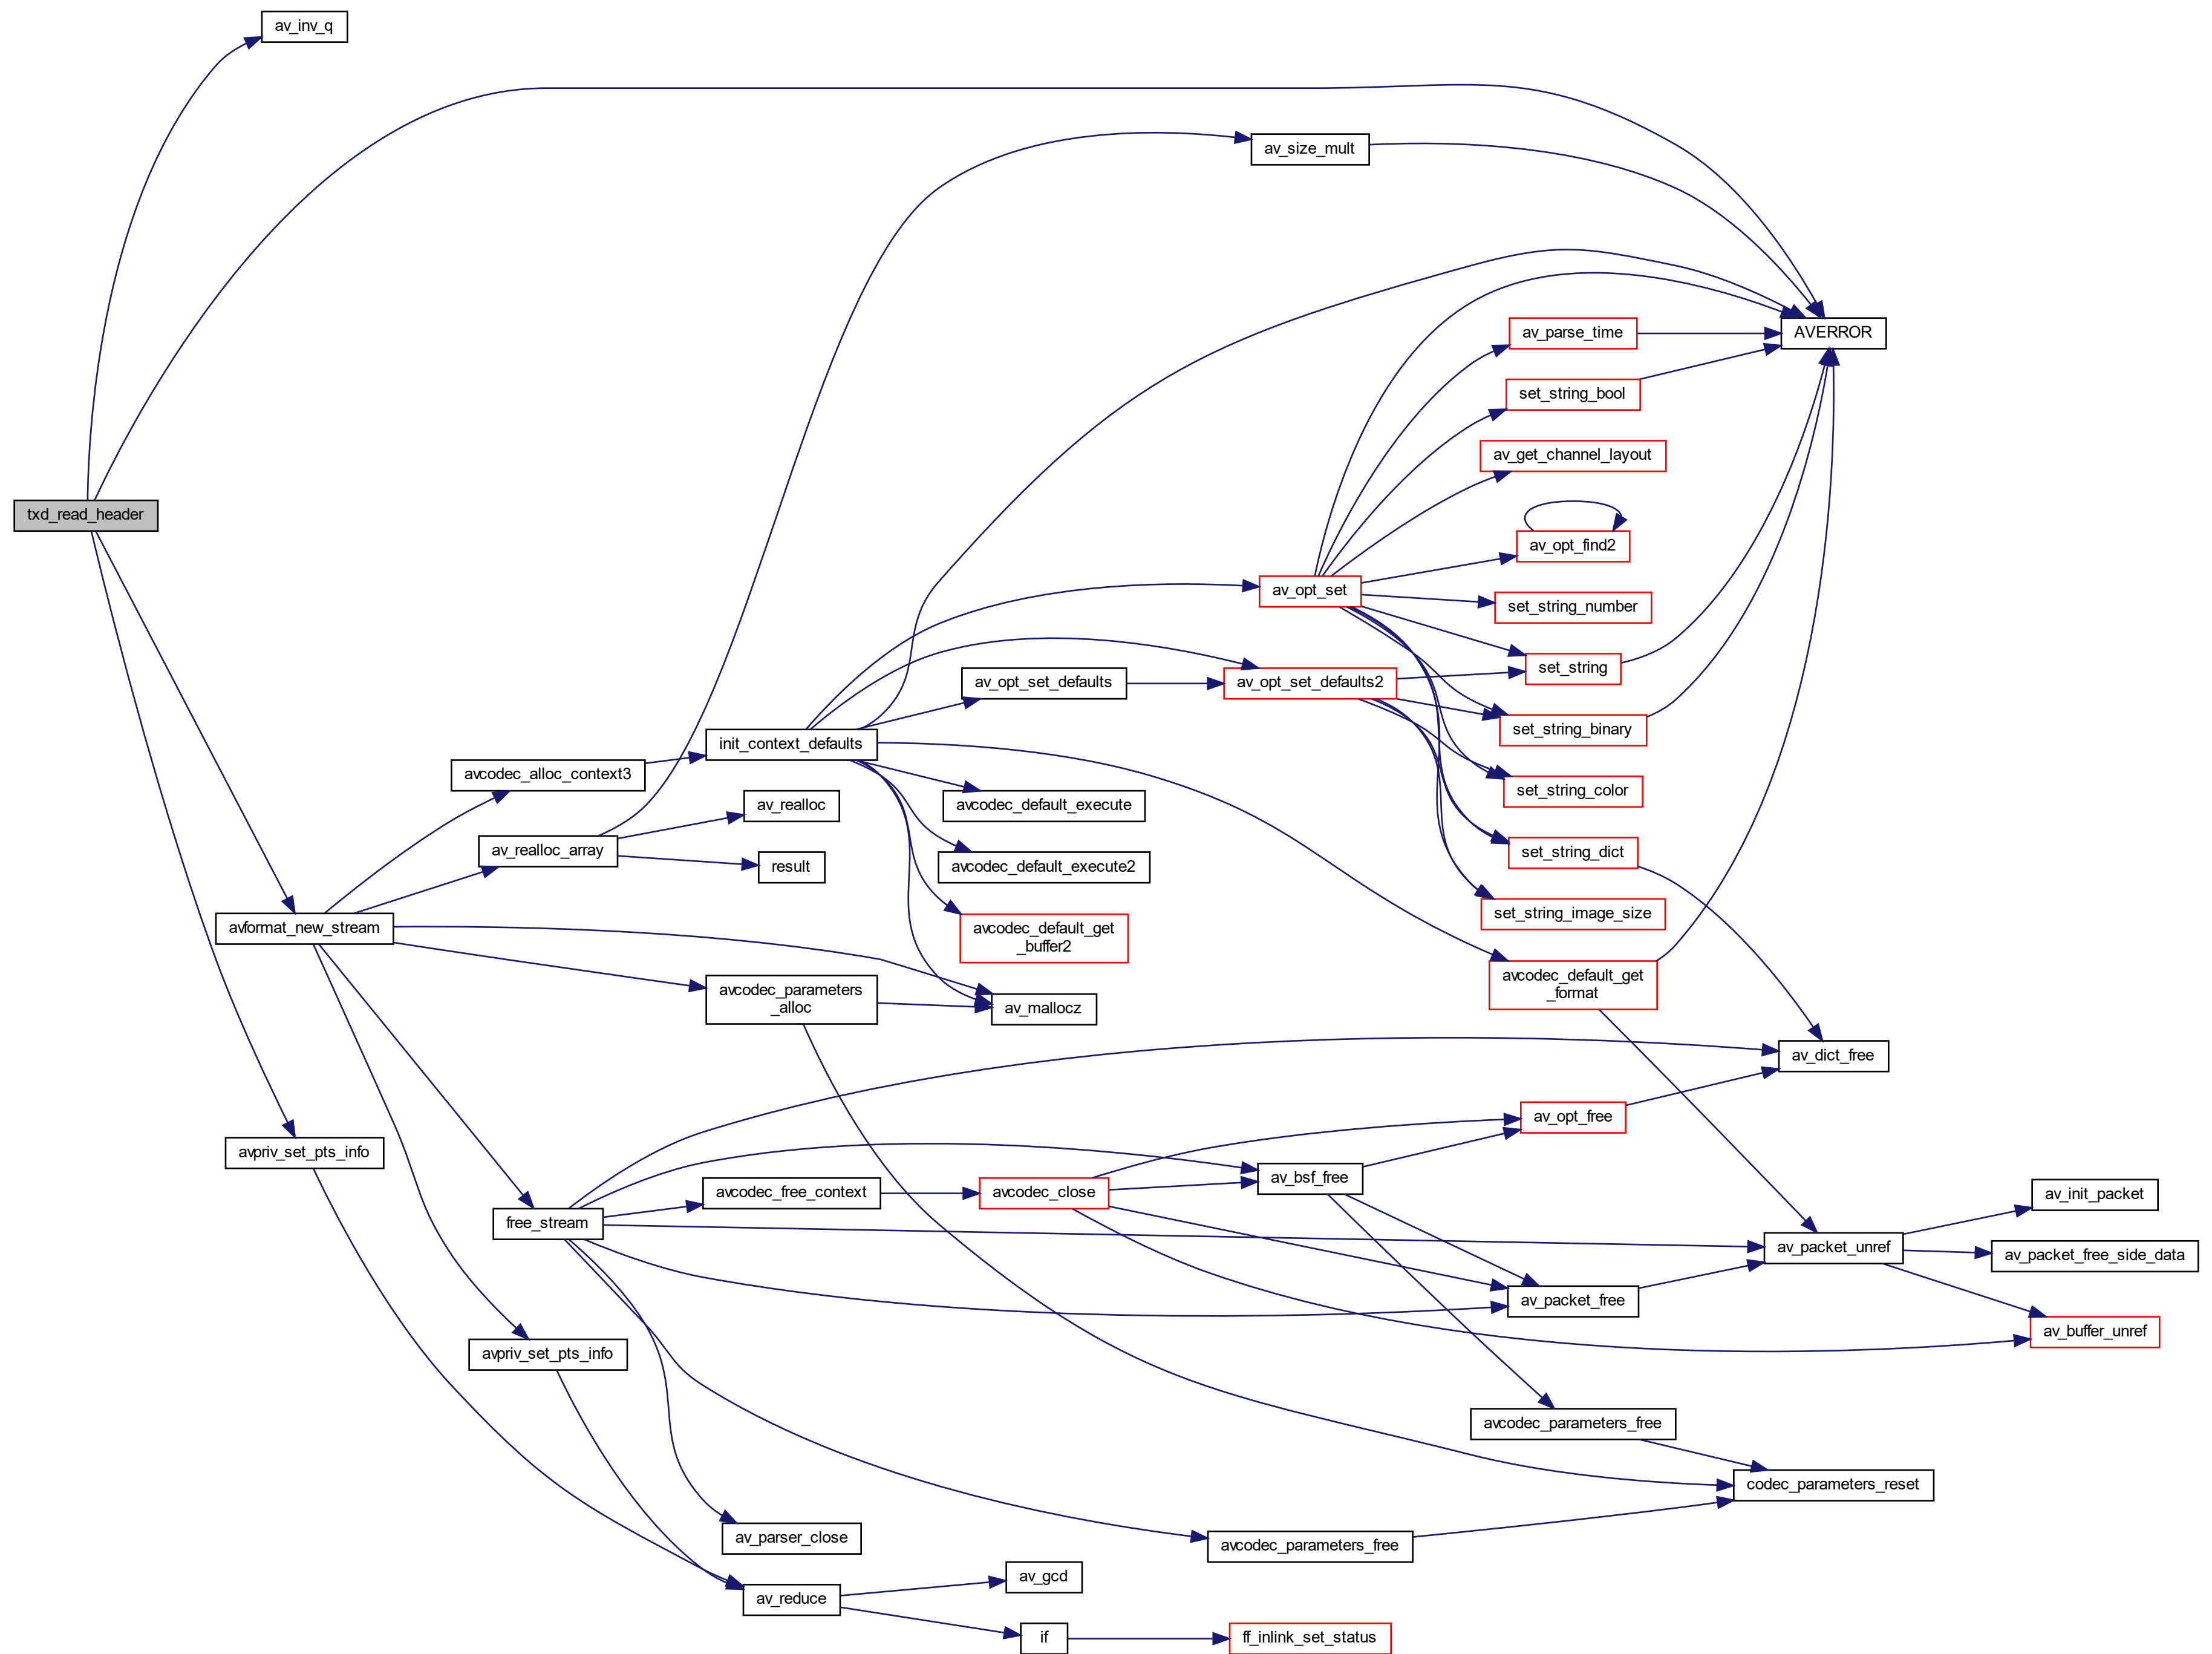 av_inv_q
av_size_mult
av_parse_time
AVERROR
set_string_bool
av_get_channel_layout
txd_read_header
av_opt_find2
av_opt_set
set_string_number
set_string
av_opt_set_defaults
av_opt_set_defaults2
set_string_binary
init_context_defaults
avcodec_alloc_context3
set_string_color
av_realloc
avcodec_default_execute
av_realloc_array
set_string_dict
result
avcodec_default_execute2
set_string_image_size
avformat_new_stream
avcodec_default_get
_buffer2
avcodec_default_get
_format
avcodec_parameters
_alloc
av_mallocz
av_dict_free
av_opt_free
avpriv_set_pts_info
av_bsf_free
avcodec_free_context
avcodec_close
av_init_packet
free_stream
av_packet_unref
av_packet_free_side_data
av_packet_free
av_buffer_unref
avpriv_set_pts_info
avcodec_parameters_free
codec_parameters_reset
av_parser_close
avcodec_parameters_free
av_gcd
av_reduce
if
ff_inlink_set_status